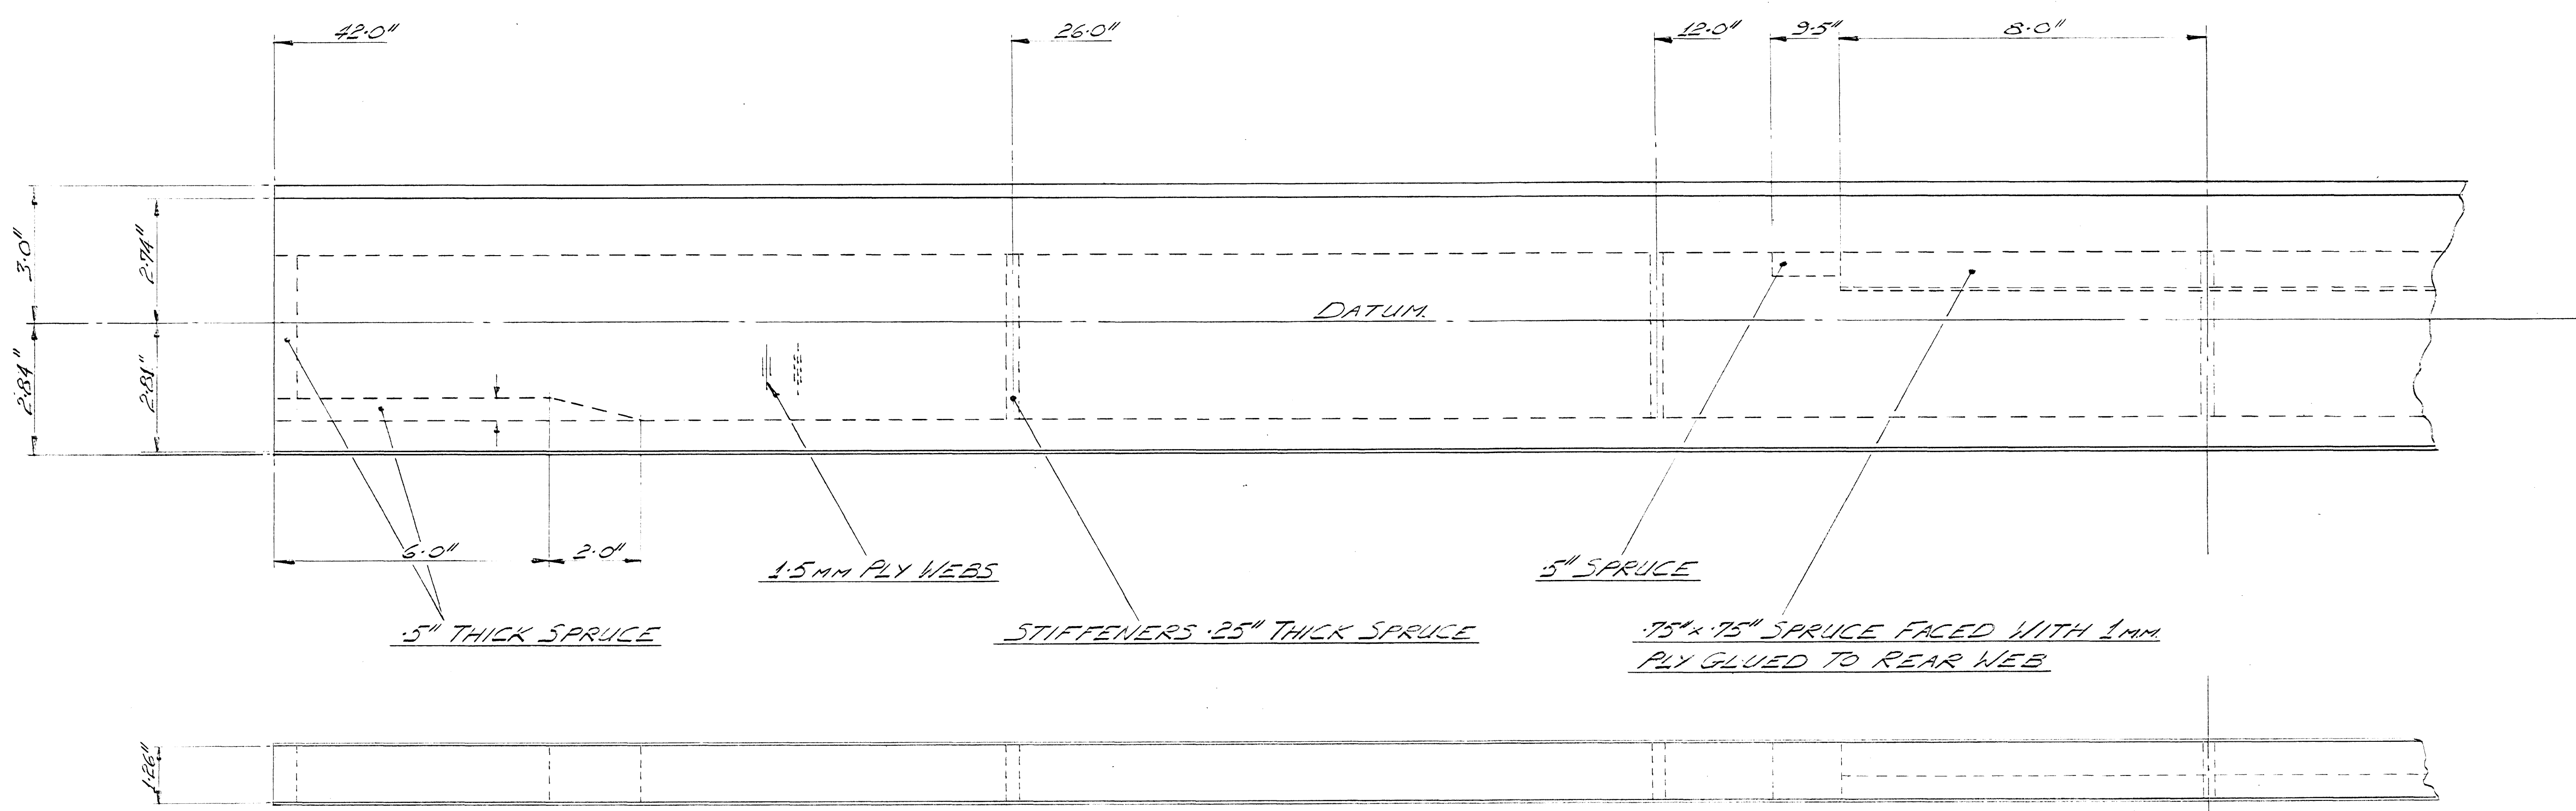 42·0"
26·0"
12·0"
9·5"
8·0"
3·0"
2·74"
DATUM.
2·84"
2·81"
6·0"
2·0"
1·5MM PLY WEBS
·5" SPRUCE
·5" THICK SPRUCE
STIFFENERS ·25" THICK SPRUCE
·75" x ·75" SPRUCE FACED WITH 1MM.
PLY GLUED TO REAR WEB
1·26"